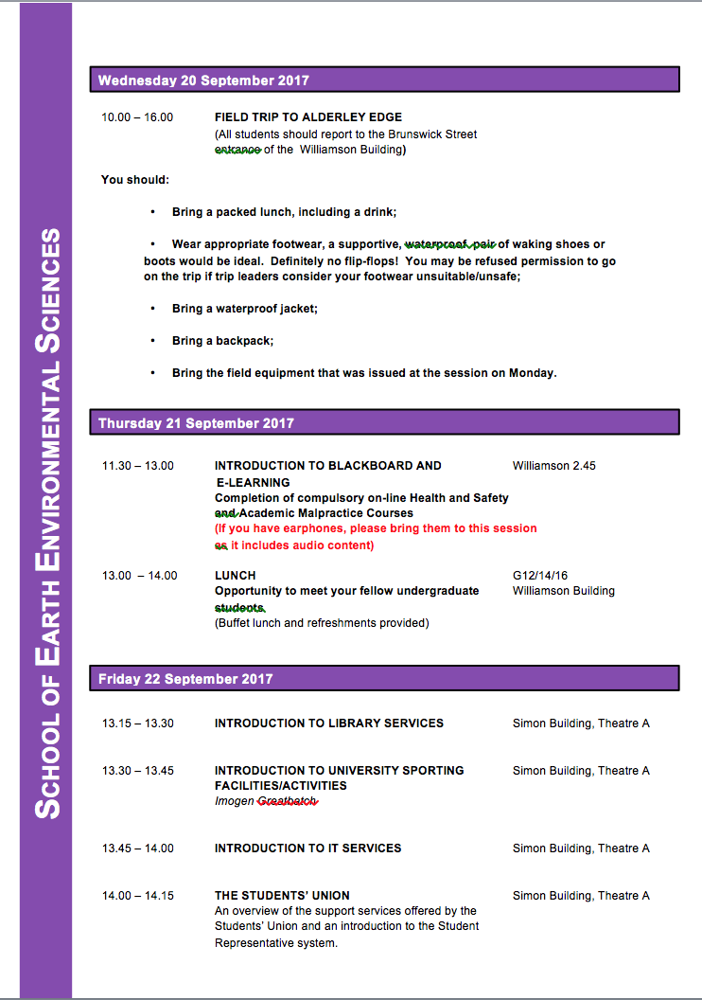 SCHOOL OF EARTH ENVIRONMENTAL SCIENCES
Wednesday 20 September 2017
10.00 – 16.00 FIELD TRIP TO ALDERLEY EDGE
(All students should report to the Brunswick Street
entrance of the Williamson Building)
You should:
• Bring a packed lunch, including a drink;
• Wear appropriate footwear, a supportive, waterproof pair of waking shoes or
boots would be ideal. Definitely no flip-flops! You may be refused permission to go
on the trip if trip leaders consider your footwear unsuitable/unsafe;
• Bring a waterproof jacket;
• Bring a backpack;
• Bring the field equipment that was issued at the session on Monday.
Thursday 21 September 2017
11.30 – 13.00 INTRODUCTION TO BLACKBOARD AND Williamson 2.45
E-LEARNING
Completion of compulsory on-line Health and Safety
and Academic Malpractice Courses
(If you have earphones, please bring them to this session
as it includes audio content)
13.00 – 14.00 LUNCH G12/14/16
Opportunity to meet your fellow undergraduate Williamson Building
students.
(Buffet lunch and refreshments provided)
Friday 22 September 2017
13.15 – 13.30 INTRODUCTION TO LIBRARY SERVICES Simon Building, Theatre A
13.30 – 13.45 INTRODUCTION TO UNIVERSITY SPORTING Simon Building, Theatre A
FACILITIES/ACTIVITIES
Imogen Greatbatch
13.45 – 14.00 INTRODUCTION TO IT SERVICES Simon Building, Theatre A
14.00 – 14.15 THE STUDENTS' UNION Simon Building, Theatre A
An overview of the support services offered by the
Students' Union and an introduction to the Student
Representative system.